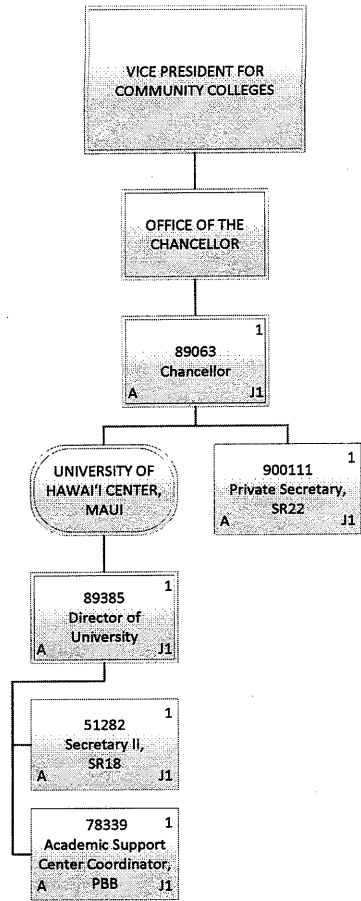 VICE PRESIDENT FOR
COMMUNITY COLLEGES
OFFICE OF THE
CHANCELLOR
1
89063
Chancellor
A J1
UNIVERSITY OF
HAWAI'I CENTER,
MAUI
1
900111
Private Secretary,
SR22
A J1
1
89385
Director of
University
A J1
1
51282
Secretary II,
SR18
A J1
78339 1
Academic Support
Center Coordinator,
PBB
A J1